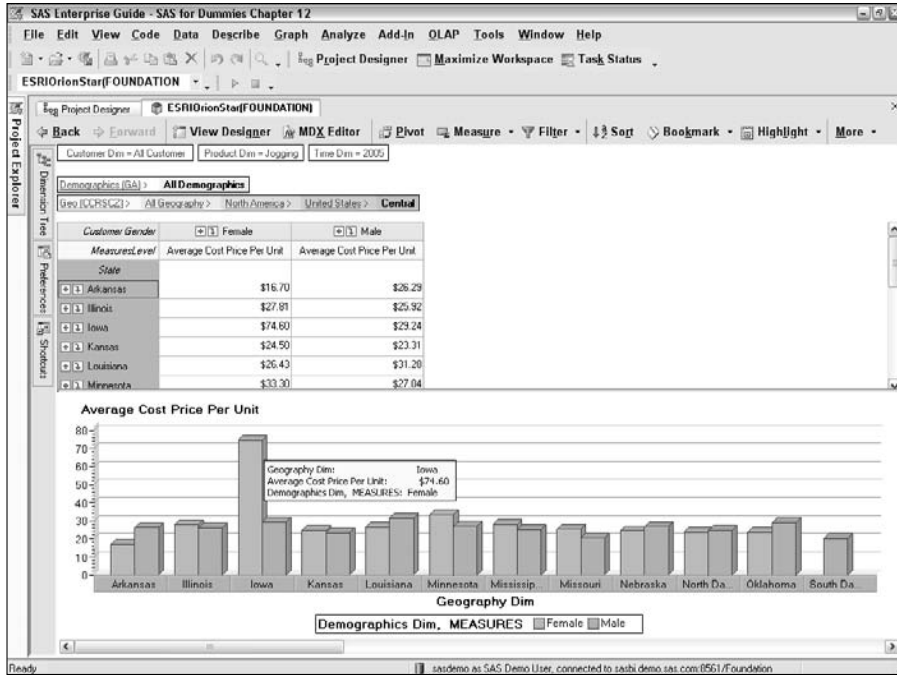 SAS Enterprise Guide - SAS for Dummies Chapter 12
File Edit View Code Data Describe Graph Analyze Add-In OLAP Tools Window Help
Project Designer Maximize Workspace Task Status
ESRIOrionStar(FOUNDATION
Project Designer ESRIOrionStar(FOUNDATION)
Back Forward View Designer MDX Editor Pivot Measure Filter Sort Bookmark Highlight More
Project Explorer
Dimension Tree
Preferences
Shortcuts
Customer Dim = All Customer Product Dim = Jogging Time Dim = 2005
Demographics [GA] > All Demographics
Geo [CCRSCZ] > All Geography > North America > United States > Central
Customer Gender Female Male
MeasuresLevel Average Cost Price Per Unit Average Cost Price Per Unit
State
Arkansas $16.70 $26.29
Illinois $27.81 $25.92
Iowa $74.60 $29.24
Kansas $24.50 $23.31
Louisiana $26.43 $31.20
Minnesota $33.30 $27.04
Average Cost Price Per Unit
80
70
60
50
40
30
20
10
0
Geography Dim: Iowa
Average Cost Price Per Unit: $74.60
Demographics Dim, MEASURES: Female
Arkansas Illinois Iowa Kansas Louisiana Minnesota Mississip... Missouri Nebraska North Da... Oklahoma South Da...
Geography Dim
Demographics Dim, MEASURES Female Male
Ready sasdemo as SAS Demo User, connected to sasbi.demo.sas.com:8561/Foundation